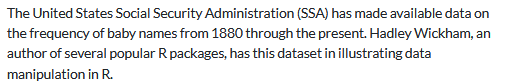 The United States Social Security Administration (SSA) has made available data on
the frequency of baby names from 1880 through the present. Hadley Wickham, an
author of several popular R packages, has this dataset in illustrating data
manipulation in R.